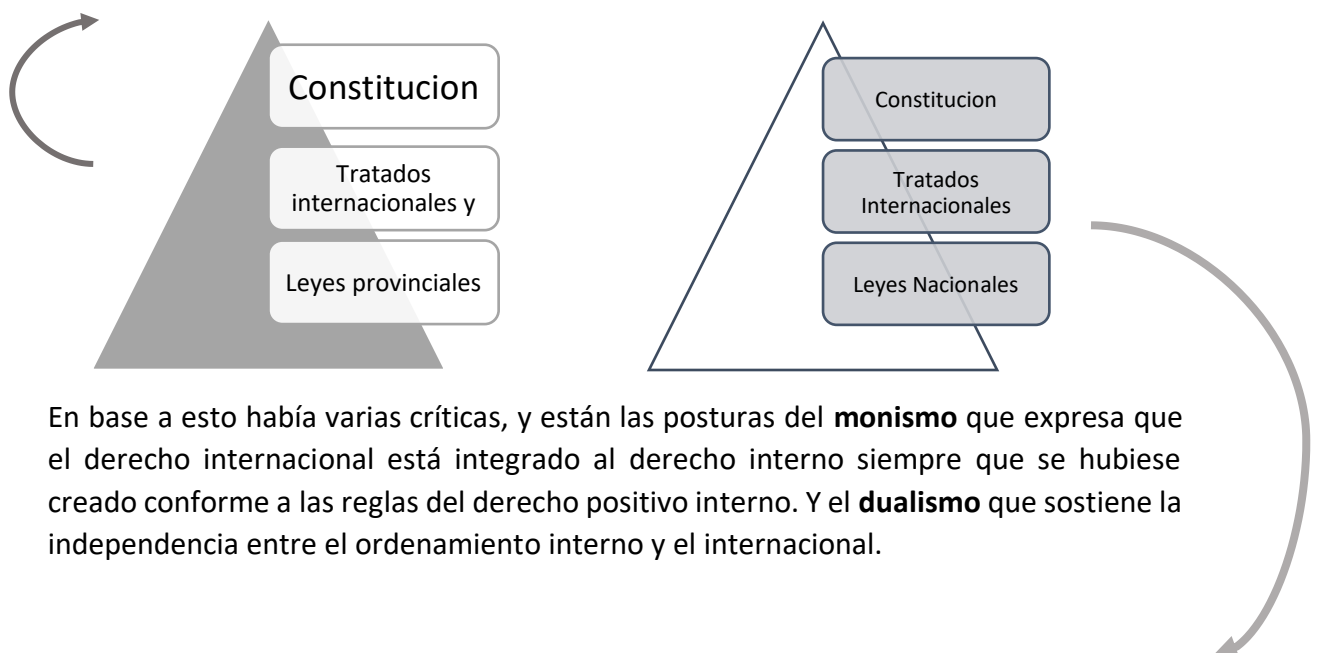 Constitucion
Tratados
internacionales y
Leyes provinciales
Constitucion
Tratados
Internacionales
Leyes Nacionales
En base a esto había varias críticas, y están las posturas del monismo que expresa que
el derecho internacional está integrado al derecho interno siempre que se hubiese
creado conforme a las reglas del derecho positivo interno. Y el dualismo que sostiene la
independencia entre el ordenamiento interno y el internacional.